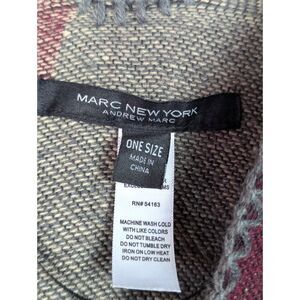 MARC NEW YORK
ANDREW MARC
ONE SIZE
MADE IN
CHINA
RN# 54163
MACHINE WASH COLD
WITH LIKE COLORS
DO NOT BLEACH
DO NOT TUMBLE DRY
IRON ON LOW HEAT
DO NOT DRY CLEAN